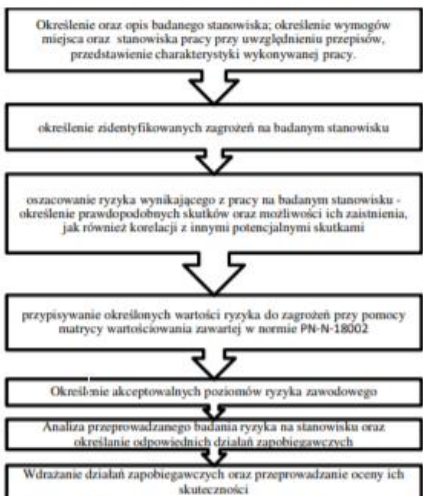 Określenie oraz opis badanego stanowiska; określenie wymogów
miejsca oraz stanowiska pracy przy uwzględnieniu przepisów,
przedstawienie charakterystyki wykonywanej pracy.
określenie zidentyfikowanych zagrożeń na badanym stanowisku
oszacowanie ryzyka wynikającego z pracy na badanym stanowisku -
określenie prawdopodobnych skutków oraz możliwości ich zaistnienia,
jak również korelacji z innymi potencjalnymi skutkami
przypisywanie określonych wartości ryzyka do zagrożeń przy pomocy
matrycy wartościowania zawartej w normie PN-N-18002
Określenie akceptowalnych poziomów ryzyka zawodowego
Analiza przeprowadzanego badania ryzyka na stanowisku oraz
określanie odpowiednich działań zapobiegawczych
Wdrażanie działań zapobiegawczych oraz przeprowadzanie oceny ich
skuteczności